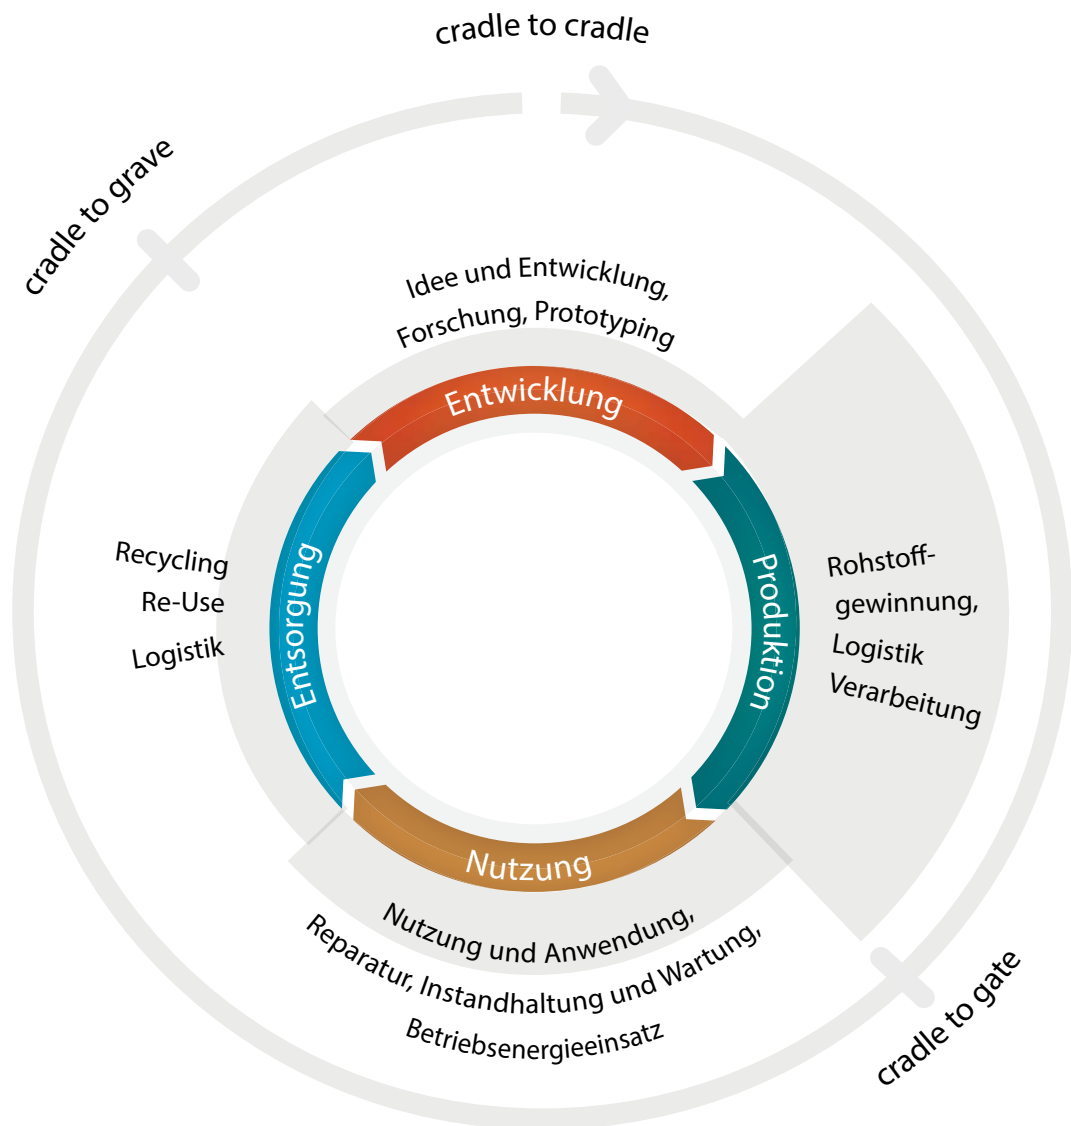 cradle to cradle
cradle to grave
Idee und Entwicklung,
Forschung, Prototyping
Entwicklung
Produktion
Rohstoff-
gewinnung,
Logistik
Verarbeitung
Recycling
Re-Use
Logistik
Entsorgung
Nutzung
Nutzung und Anwendung,
Reparatur, Instandhaltung und Wartung,
Betriebsenergieeinsatz
cradle to gate